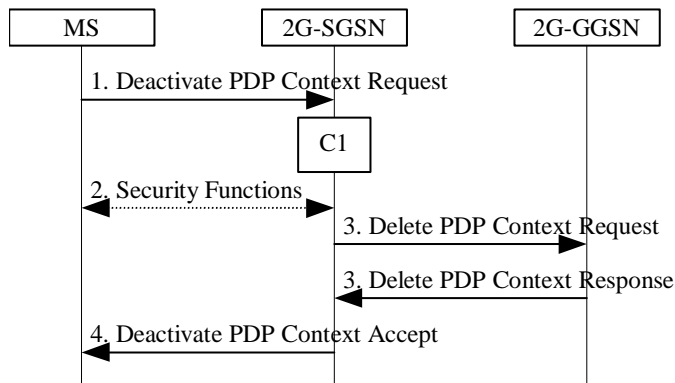 MS
2G-SGSN
2G-GGSN
1. Deactivate PDP Context Request
C1
2. Security Functions
3. Delete PDP Context Request
3. Delete PDP Context Response
4. Deactivate PDP Context Accept